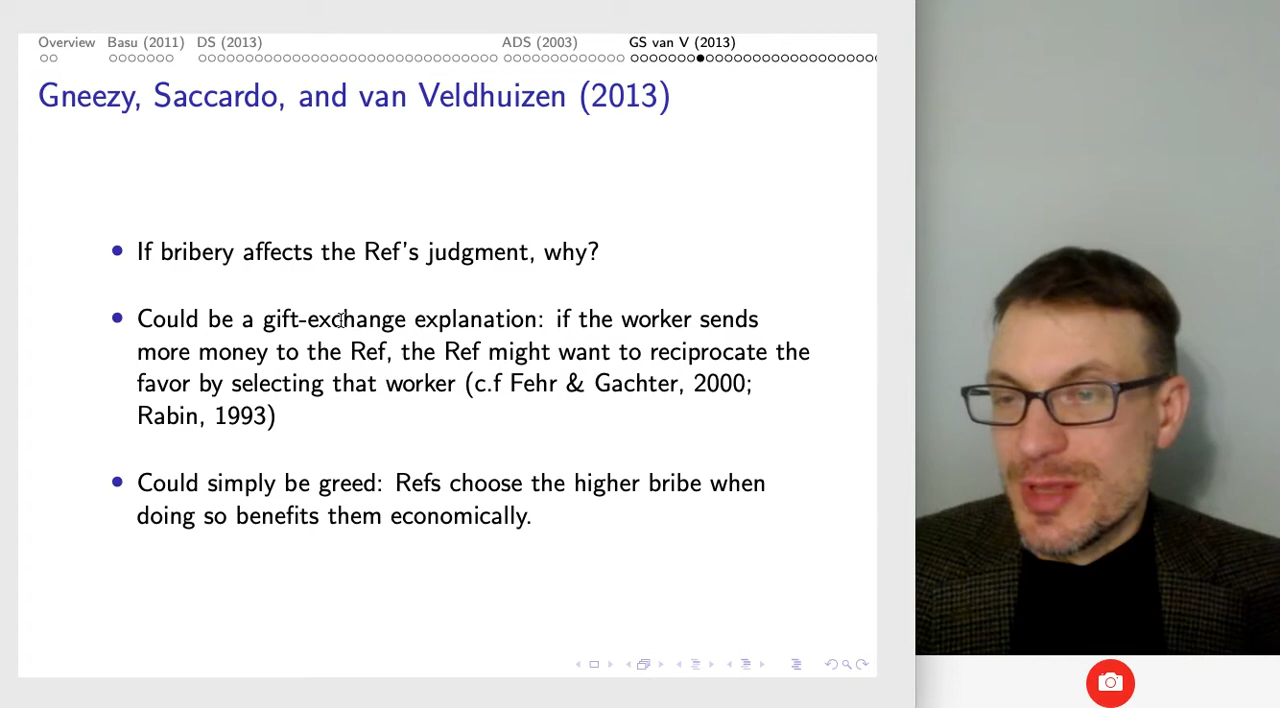 Overview Basu (2011) DS (2013) ADS (2003) GS van V (2013)
Gneezy, Saccardo, and van Veldhuizen (2013)
• If bribery affects the Ref's judgment, why?
• Could be a gift-exchange explanation: if the worker sends
more money to the Ref, the Ref might want to reciprocate the
favor by selecting that worker (c.f Fehr & Gachter, 2000;
Rabin, 1993)
• Could simply be greed: Refs choose the higher bribe when
doing so benefits them economically.